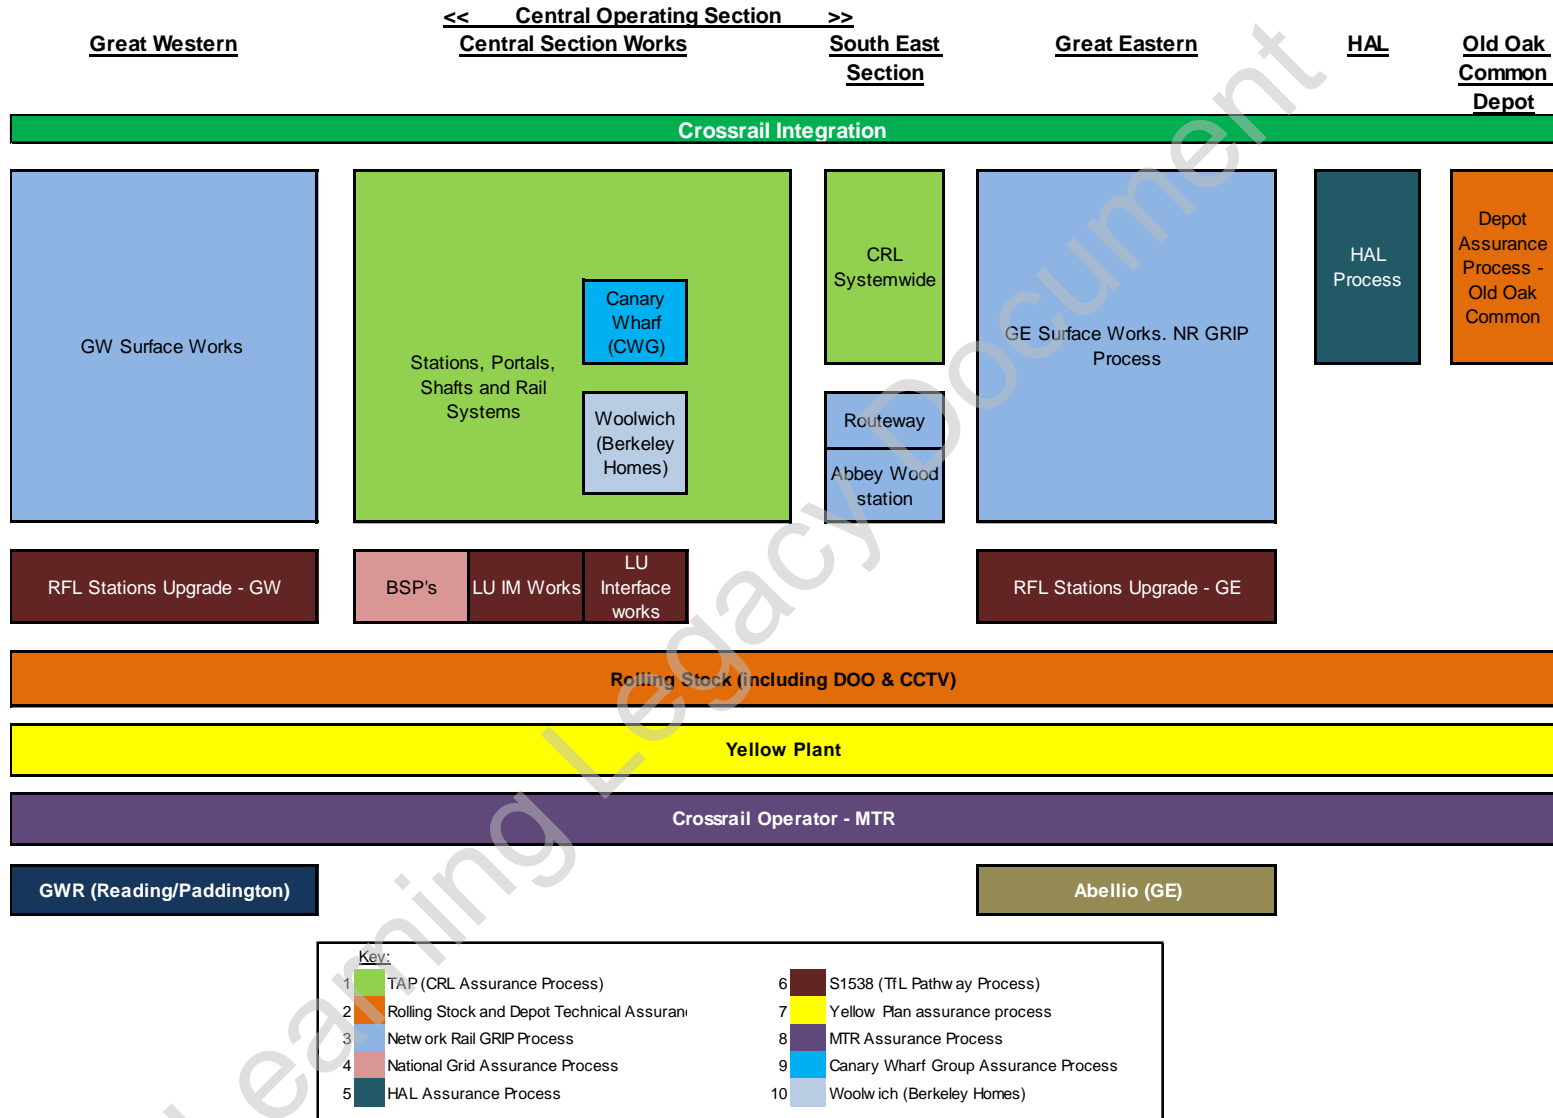 << Central Operating Section >>
Great Western
Central Section Works
South East
Section
Great Eastern
HAL
Old Oak
Common
Depot
Crossrail Integration
GW Surface Works
Stations, Portals,
Shafts and Rail
Systems
Canary
Wharf
(CWG)
Woolwich
(Berkeley
Homes)
CRL
Systemwide
Routeway
Abbey Wood
station
GE Surface Works. NR GRIP
Process
HAL
Process
Depot
Assurance
Process -
Old Oak
Common
RFL Stations Upgrade - GW
BSP's
LU IM Works
LU
Interface
works
RFL Stations Upgrade - GE
Rolling Stock (including DOO & CCTV)
Yellow Plant
Crossrail Operator - MTR
GWR (Reading/Paddington)
Abellio (GE)
Key:
1 TAP (CRL Assurance Process)
2 Rolling Stock and Depot Technical Assuran
3 Network Rail GRIP Process
4 National Grid Assurance Process
5 HAL Assurance Process
6 S1538 (TfL Pathway Process)
7 Yellow Plan assurance process
8 MTR Assurance Process
9 Canary Wharf Group Assurance Process
10 Woolwich (Berkeley Homes)
Learning Legacy Document